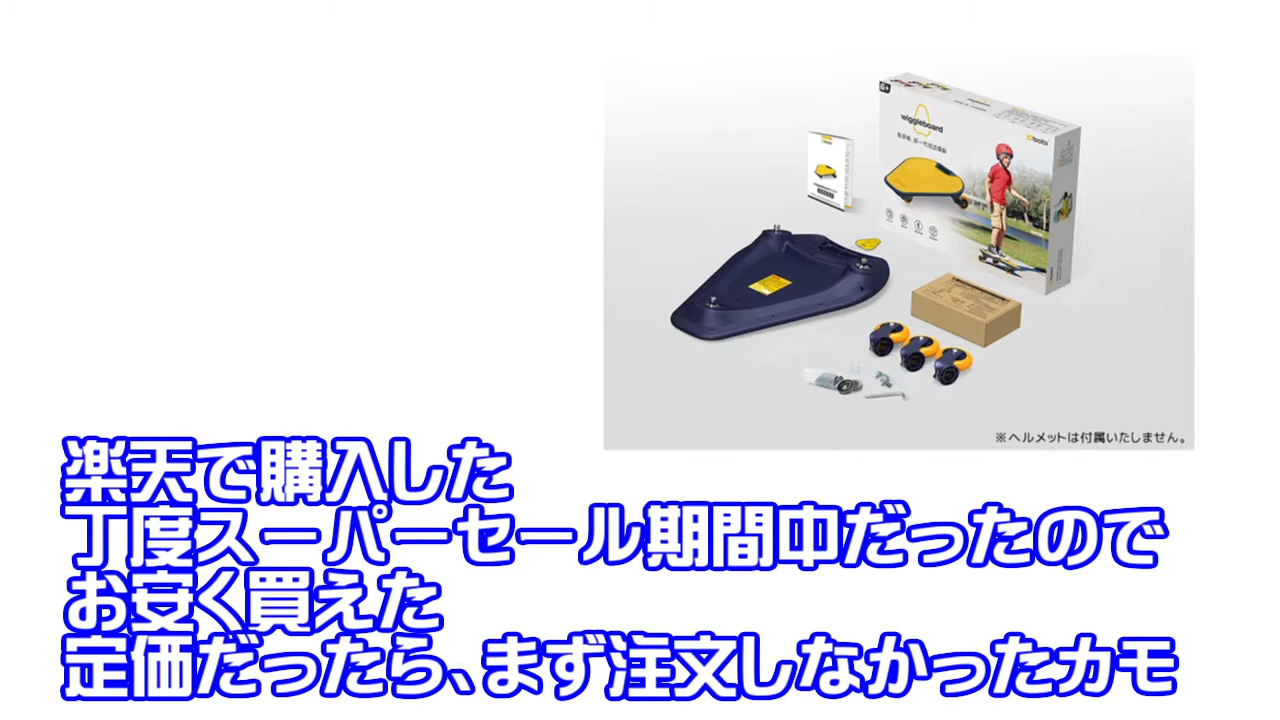 6+
wiggleboard
bobi
※ヘルメットは付属いたしません。
楽天で購入した
丁度スーパーセール期間中だったので
お安く買えた
定価だったら、まず注文しなかったカモ